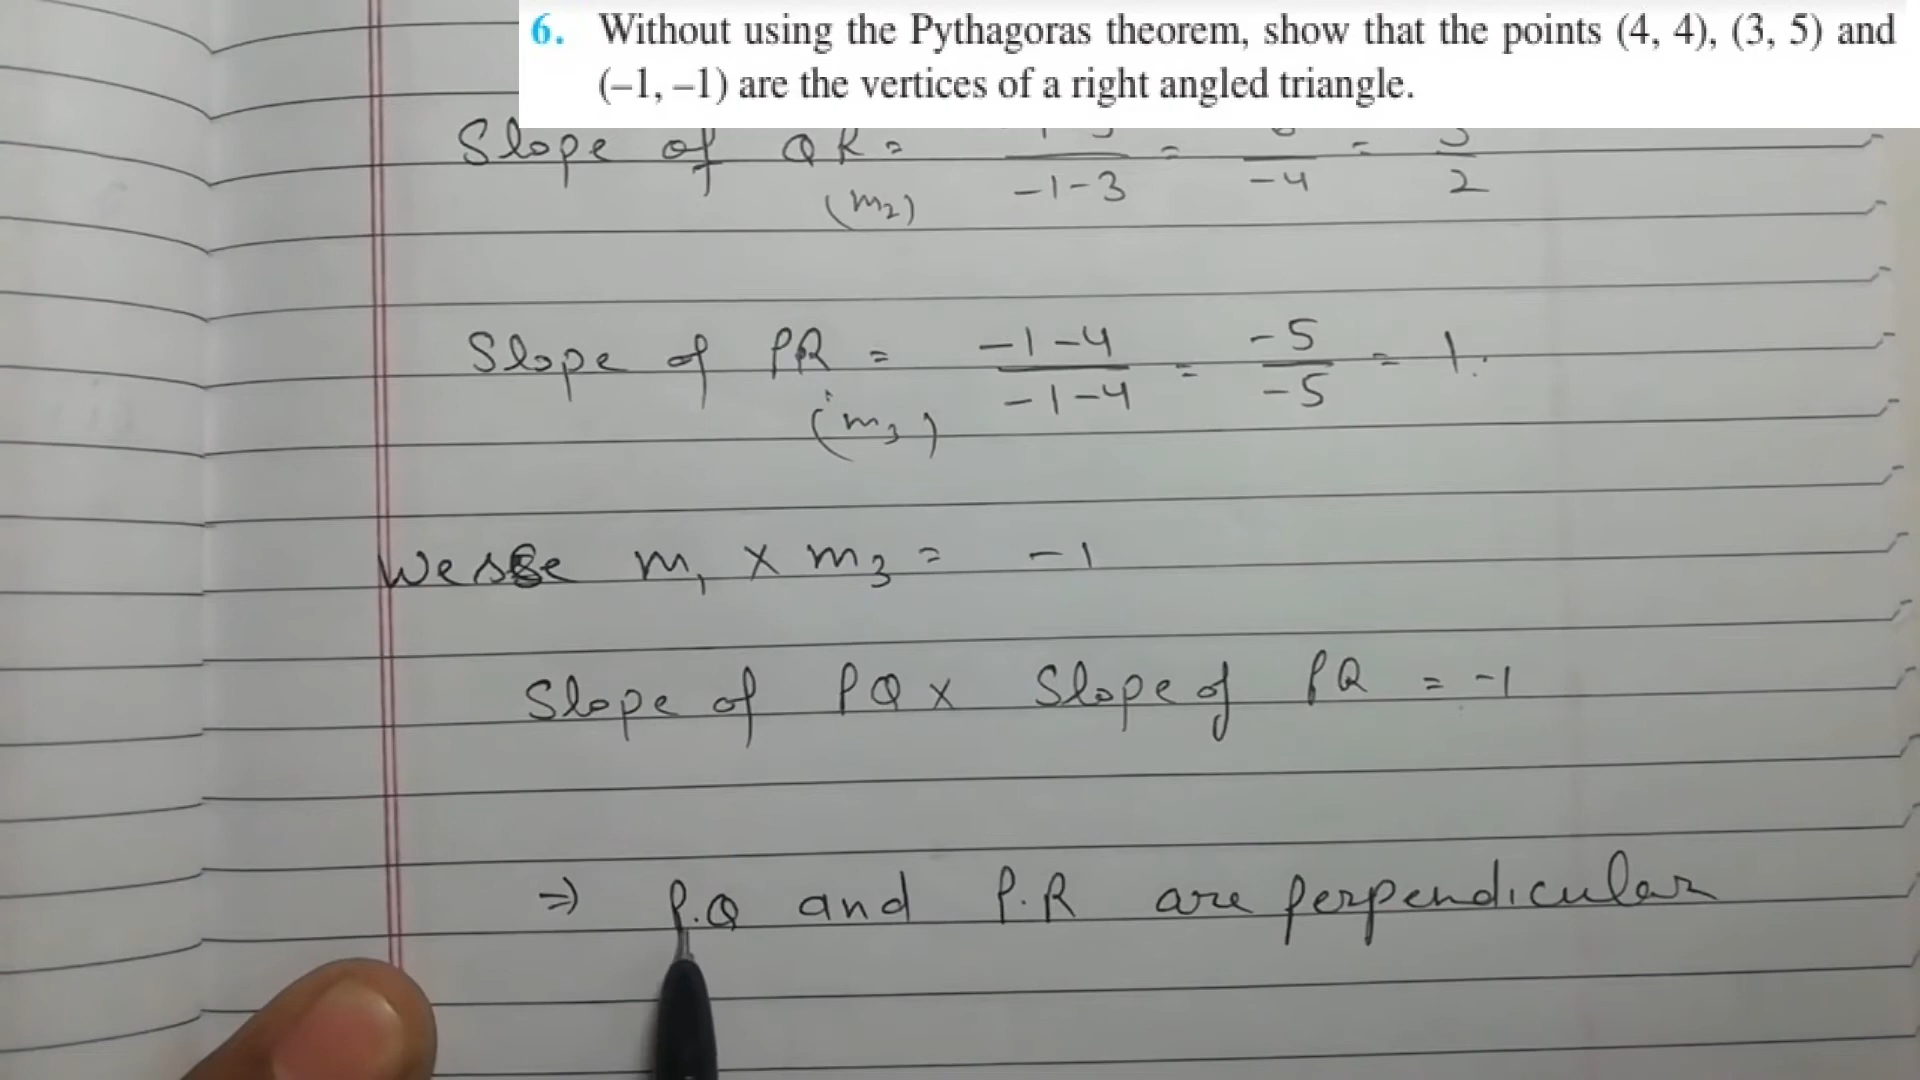 6. Without using the Pythagoras theorem, show that the points (4, 4), (3, 5) and
(–1, –1) are the vertices of a right angled triangle.
Slope of QR = / -1-3 = / -4 = 3/2
(m2)
Slope of PR = -1-4 / -1-4 = -5 / -5 = 1.
(m3)
We see m1 × m3 = -1
Slope of PQ × Slope of PR = -1
⇒ P.Q and P.R are perpendicular